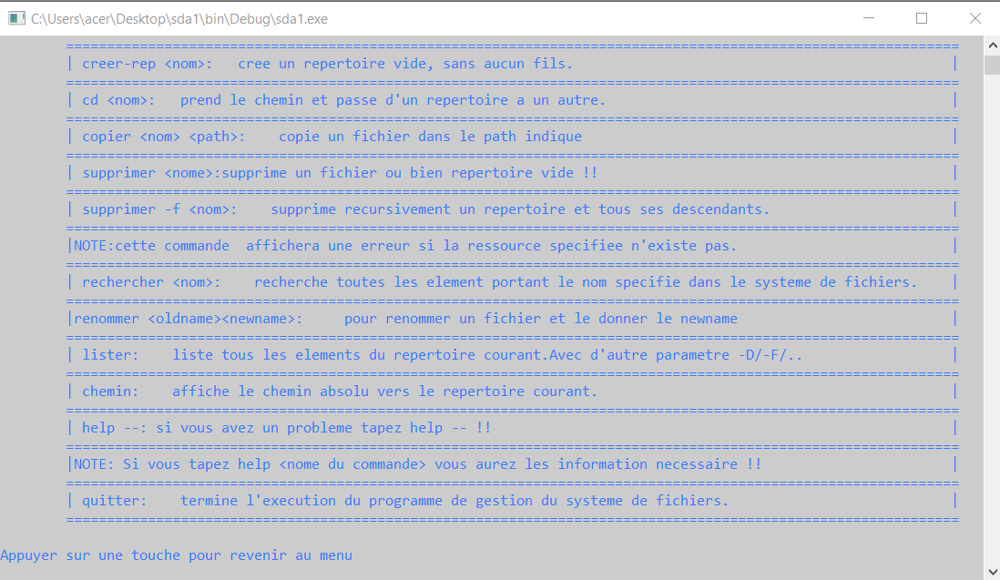 C:\Users\acer\Desktop\sda1\bin\Debug\sda1.exe
=============================================================================================================
| creer-rep <nom>:   cree un repertoire vide, sans aucun fils.                                              |
=============================================================================================================
| cd <nom>:   prend le chemin et passe d'un repertoire a un autre.                                          |
=============================================================================================================
| copier <nom> <path>:    copie un fichier dans le path indique                                             |
=============================================================================================================
| supprimer <nome>:supprime un fichier ou bien repertoire vide !!                                           |
=============================================================================================================
| supprimer -f <nom>:    supprime recursivement un repertoire et tous ses descendants.                      |
=============================================================================================================
|NOTE:cette commande  affichera une erreur si la ressource specifiee n'existe pas.                          |
=============================================================================================================
| rechercher <nom>:    recherche toutes les element portant le nom specifie dans le systeme de fichiers.    |
=============================================================================================================
|renommer <oldname><newname>:     pour renommer un fichier et le donner le newname                          |
=============================================================================================================
| lister:    liste tous les elements du repertoire courant.Avec d'autre parametre -D/-F/..                  |
=============================================================================================================
| chemin:    affiche le chemin absolu vers le repertoire courant.                                           |
=============================================================================================================
| help --: si vous avez un probleme tapez help -- !!                                                        |
=============================================================================================================
|NOTE: Si vous tapez help <nome du commande> vous aurez les information necessaire !!                       |
=============================================================================================================
| quitter:    termine l'execution du programme de gestion du systeme de fichiers.                           |
=============================================================================================================
Appuyer sur une touche pour revenir au menu